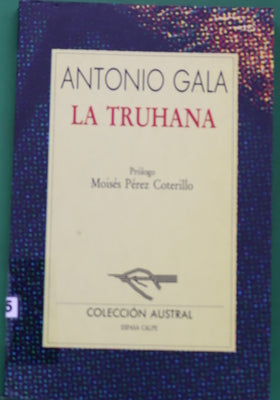 ANTONIO GALA
LA TRUHANA
Prólogo
Moisés Pérez Coterillo
COLECCIÓN AUSTRAL
ESPASA CALPE